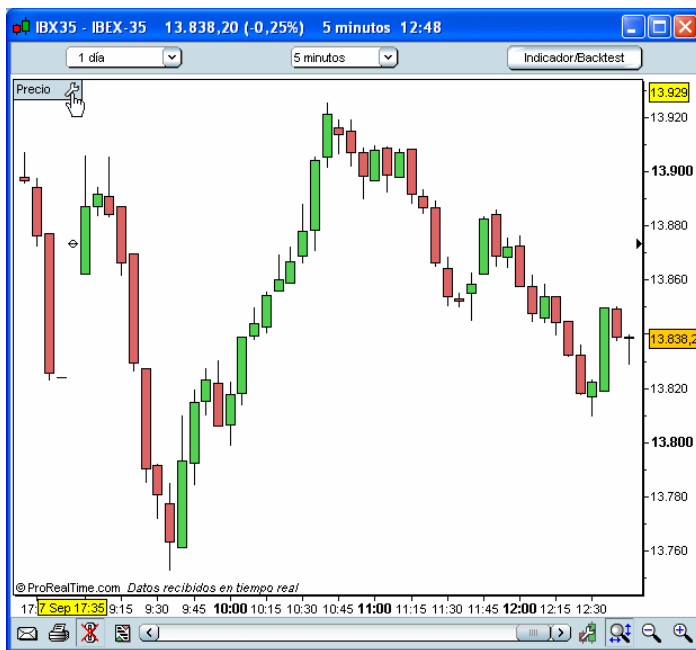 IBX35 - IBEX-35 13.838,20 (-0,25%) 5 minutos 12:48
1 día 5 minutos Indicador/Backtest
Precio
13.929
13.920
13.900
13.880
13.860
13.838,2
13.820
13.800
13.780
13.760
© ProRealTime.com Datos recibidos en tiempo real
17: 7 Sep 17:35 9:15 9:30 9:45 10:00 10:15 10:30 10:45 11:00 11:15 11:30 11:45 12:00 12:15 12:30